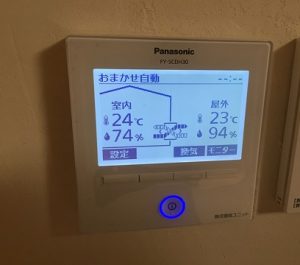 Panasonic
FY-SCDH30
おまかせ自動 --:--
室内 屋外
24℃ 23℃
74% 94%
設定 換気 モニター